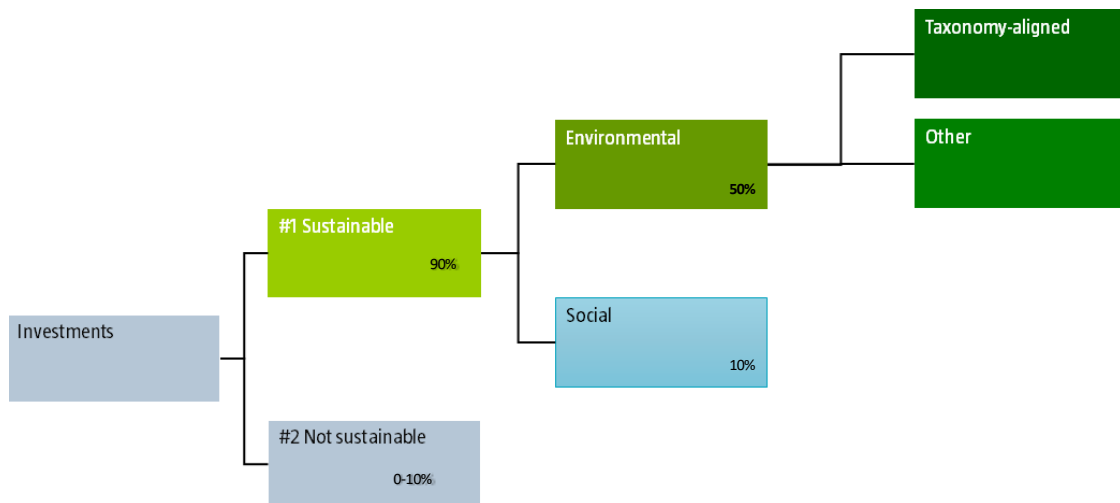 Taxonomy-aligned
Environmental
50%
Other
#1 Sustainable
90%
Social
10%
Investments
#2 Not sustainable
0-10%